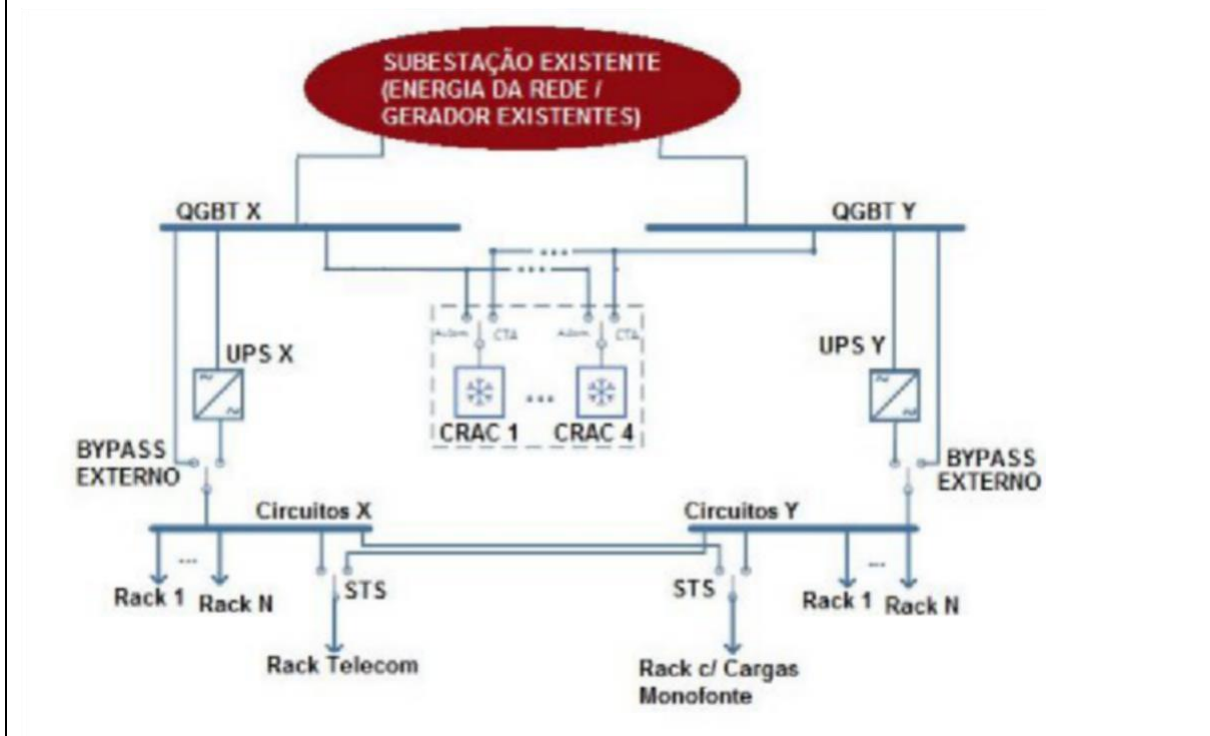 SUBESTAÇÃO EXISTENTE
(ENERGIA DA REDE /
GERADOR EXISTENTES)
QGBT X
QGBT Y
CTA
CTA
UPS X
UPS Y
CRAC 1
CRAC 4
BYPASS
EXTERNO
BYPASS
EXTERNO
Circuitos X
Circuitos Y
Rack 1
Rack N
STS
STS
Rack 1
Rack N
Rack Telecom
Rack c/ Cargas
Monofonte